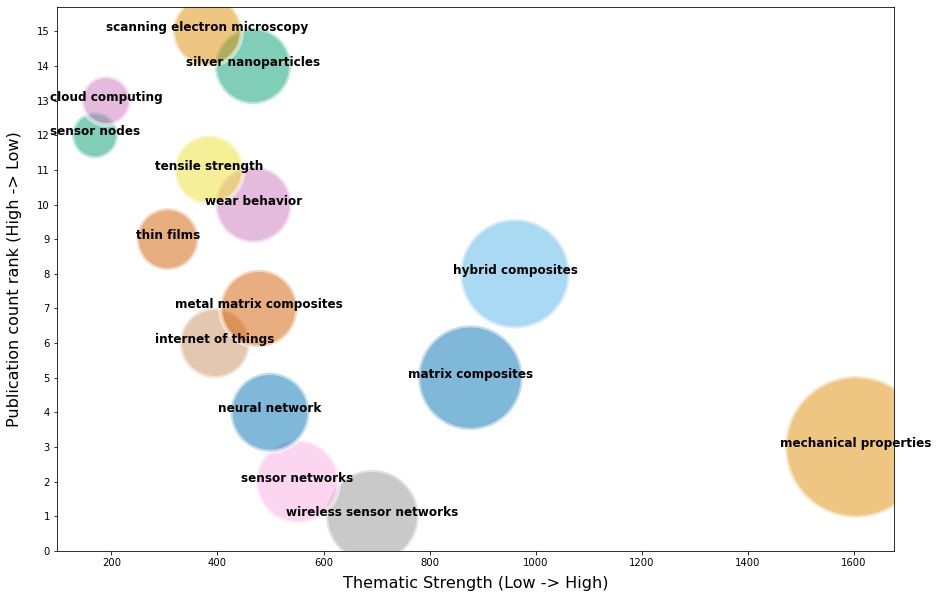 15
scanning electron microscopy
14
silver nanoparticles
13
cloud computing
12
sensor nodes
11
tensile strength
10
wear behavior
9
thin films
8
hybrid composites
7
metal matrix composites
6
internet of things
5
matrix composites
4
neural network
3
mechanical properties
2
sensor networks
1
wireless sensor networks
0
200 400 600 800 1000 1200 1400 1600
Thematic Strength (Low -> High)
Publication count rank (High -> Low)